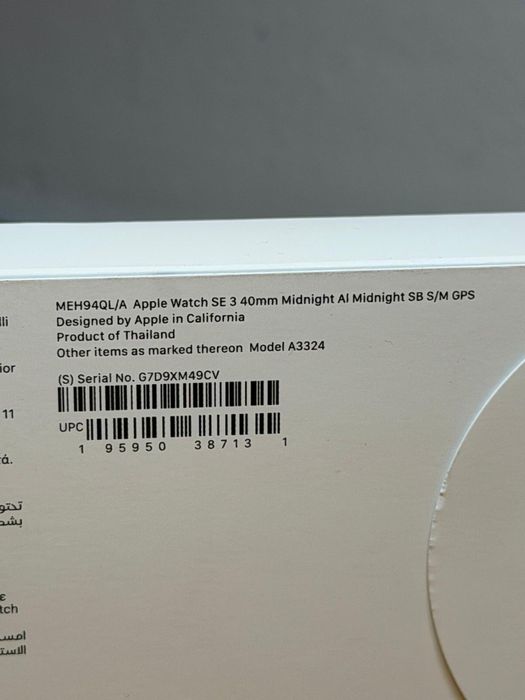 MEH94QL/A Apple Watch SE 3 40mm Midnight Al Midnight SB S/M GPS
Designed by Apple in California
Product of Thailand
Other items as marked thereon Model A3324
(S) Serial No. G7D9XM49CV
UPC
1 95950 38713 1
11